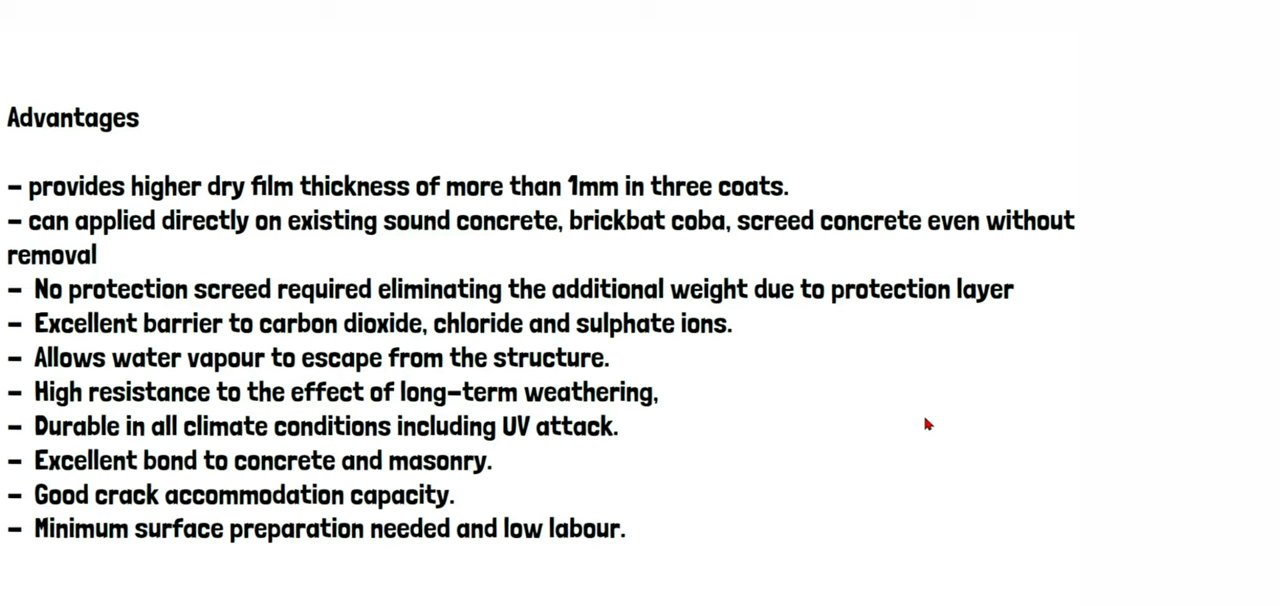 Advantages
- provides higher dry film thickness of more than 1mm in three coats.
- can applied directly on existing sound concrete, brickbat coba, screed concrete even without
removal
- No protection screed required eliminating the additional weight due to protection layer
- Excellent barrier to carbon dioxide, chloride and sulphate ions.
- Allows water vapour to escape from the structure.
- High resistance to the effect of long-term weathering,
- Durable in all climate conditions including UV attack.
- Excellent bond to concrete and masonry.
- Good crack accommodation capacity.
- Minimum surface preparation needed and low labour.